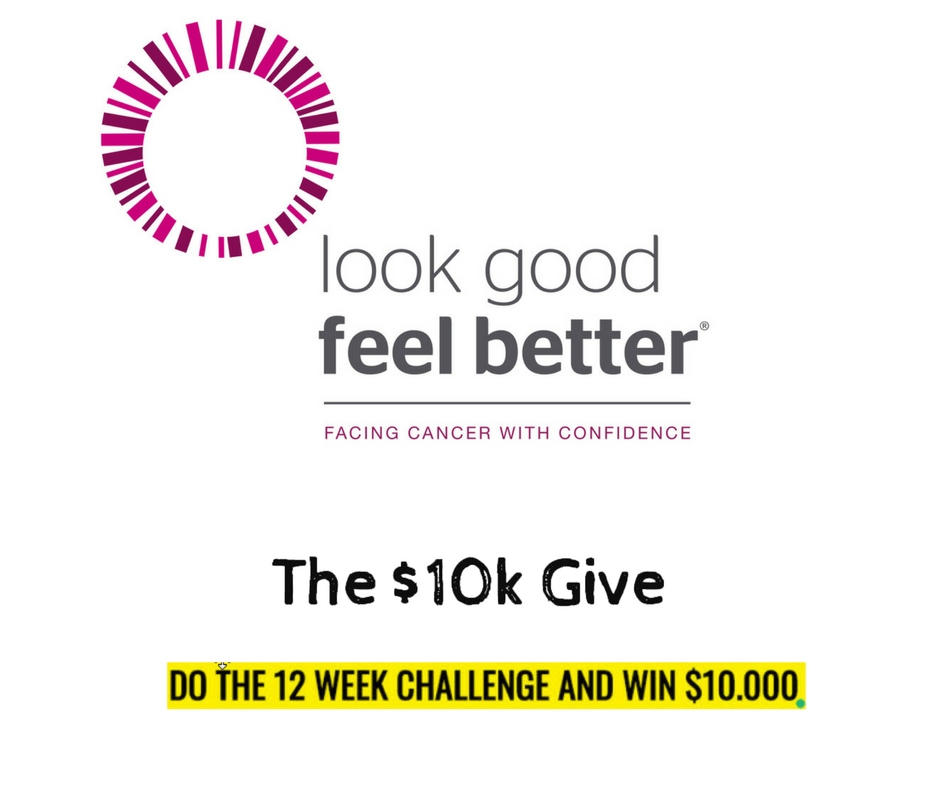 look good
feel better®
FACING CANCER WITH CONFIDENCE
The $10k Give
DO THE 12 WEEK CHALLENGE AND WIN $10.000